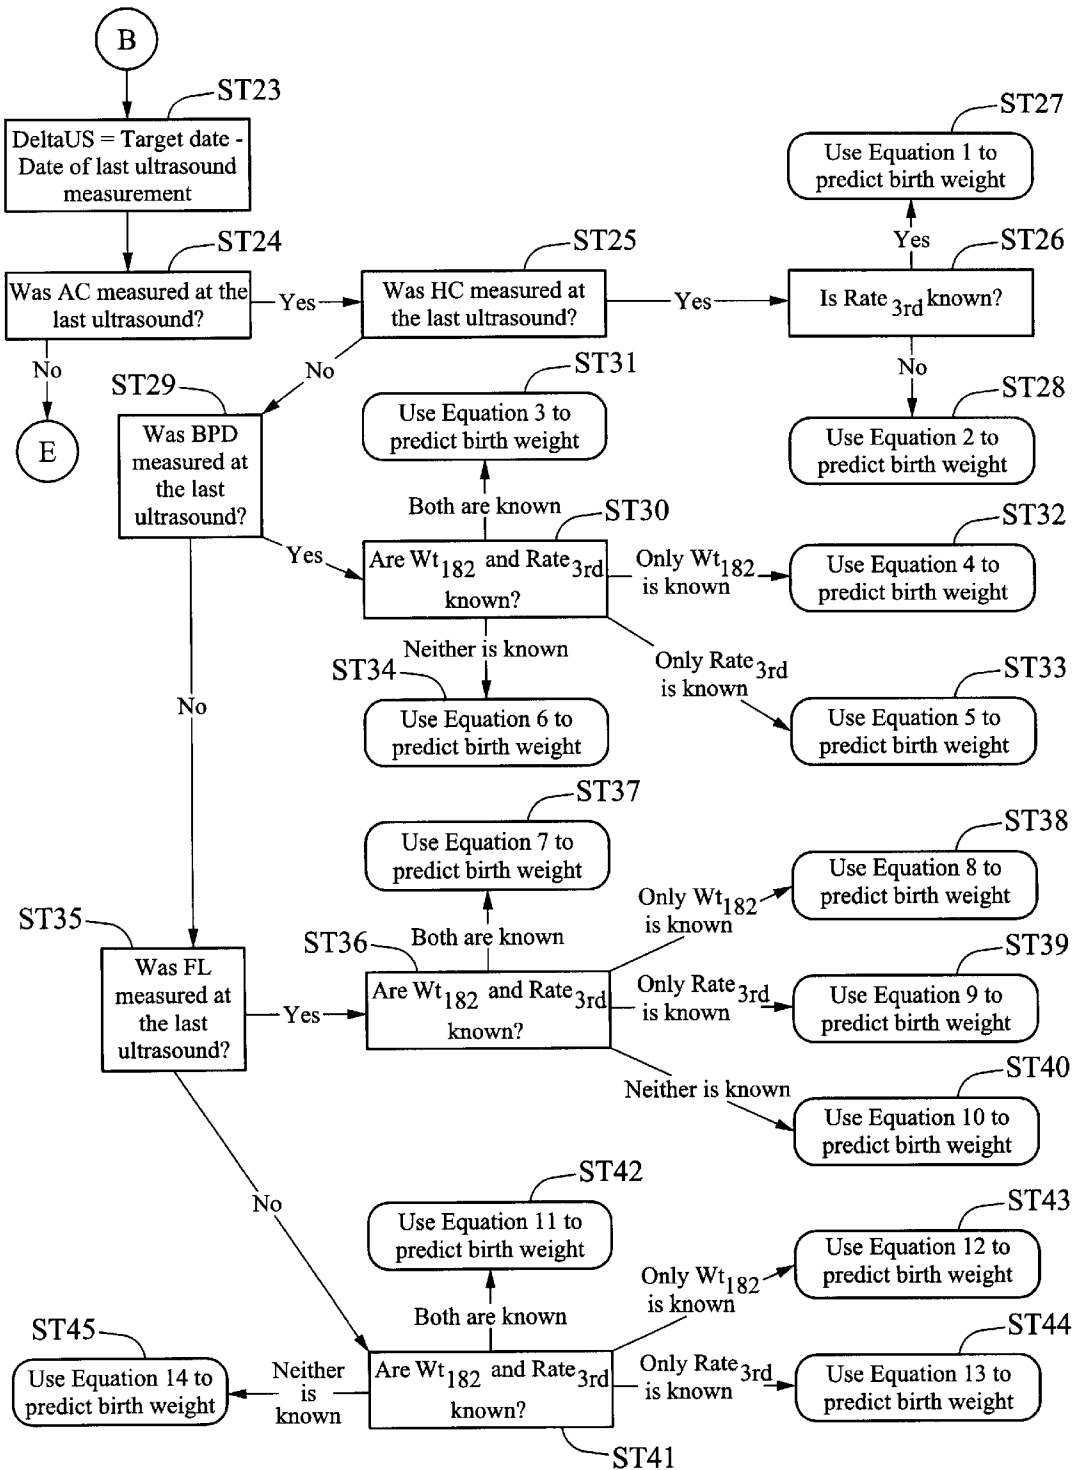 B
ST23
DeltaUS = Target date -
Date of last ultrasound
measurement
ST27
Use Equation 1 to
predict birth weight
Yes
ST24
Was AC measured at the
last ultrasound?
Yes
ST25
Was HC measured at
the last ultrasound?
Yes
ST26
Is Rate 3rd known?
No
No
No
E
ST28
Use Equation 2 to
predict birth weight
ST29
Was BPD
measured at
the last
ultrasound?
ST31
Use Equation 3 to
predict birth weight
Both are known
Yes
ST30
Are Wt182 and Rate3rd
known?
Only Wt182
is known
ST32
Use Equation 4 to
predict birth weight
Neither is known
Only Rate3rd
is known
ST33
Use Equation 5 to
predict birth weight
ST34
Use Equation 6 to
predict birth weight
No
ST37
Use Equation 7 to
predict birth weight
Both are known
ST35
Was FL
measured at
the last
ultrasound?
Yes
ST36
Are Wt182 and Rate3rd
known?
Only Wt182
is known
ST38
Use Equation 8 to
predict birth weight
Only Rate3rd
is known
ST39
Use Equation 9 to
predict birth weight
Neither is known
ST40
Use Equation 10 to
predict birth weight
No
ST42
Use Equation 11 to
predict birth weight
Both are known
ST41
Are Wt182 and Rate3rd
known?
Only Wt182
is known
ST43
Use Equation 12 to
predict birth weight
Only Rate3rd
is known
ST44
Use Equation 13 to
predict birth weight
Neither
is
known
ST45
Use Equation 14 to
predict birth weight